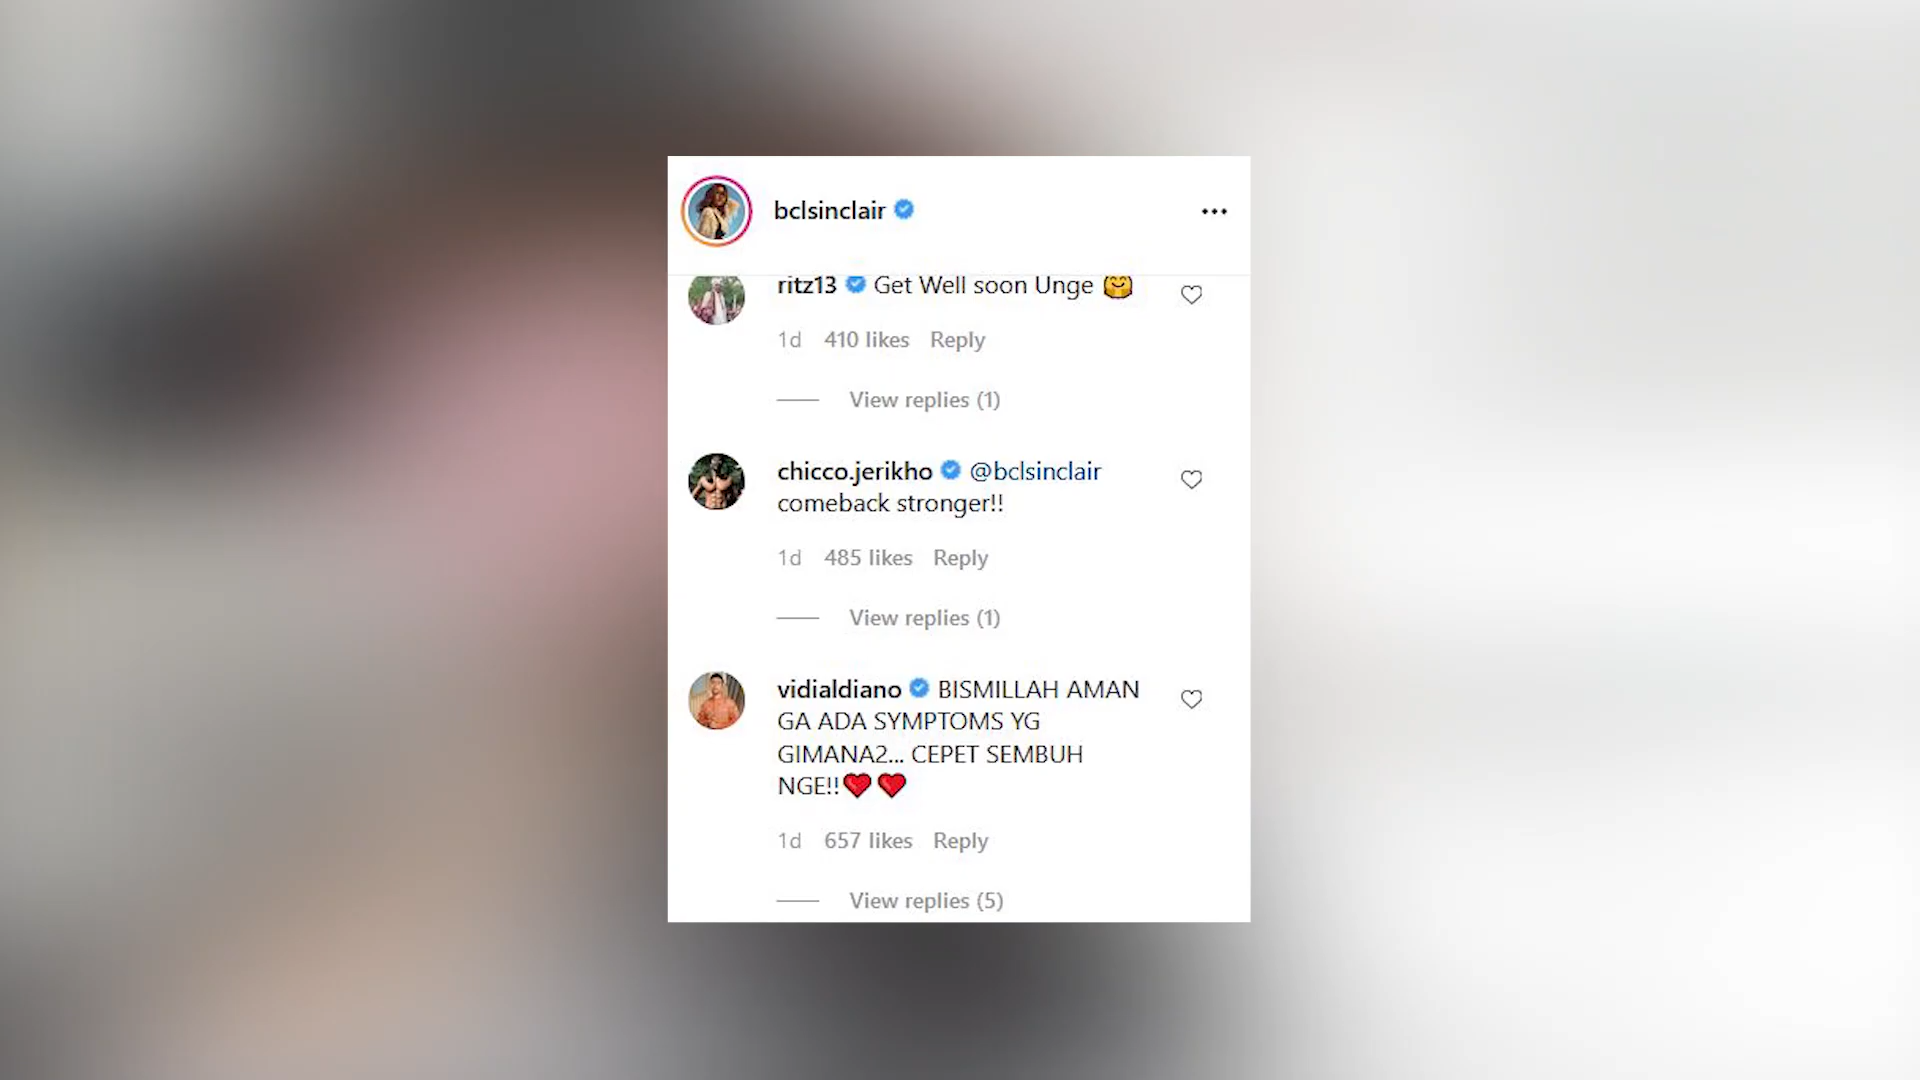 bclsinclair
ritz13 Get Well soon Unge 🤗
1d 410 likes Reply
View replies (1)
chicco.jerikho @bclsinclair
comeback stronger!!
1d 485 likes Reply
View replies (1)
vidialdiano BISMILLAH AMAN
GA ADA SYMPTOMS YG
GIMANA2... CEPET SEMBUH
NGE!!❤️❤️
1d 657 likes Reply
View replies (5)